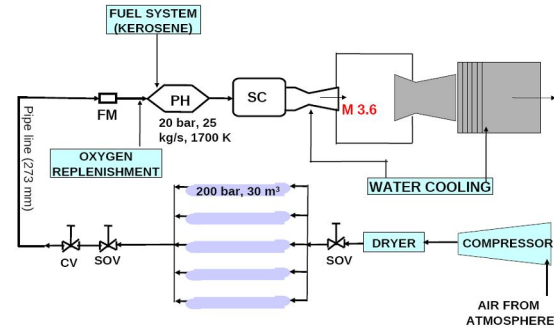 FUEL SYSTEM
(KEROSENE)
FM
PH
SC
M 3.6
20 bar, 25
kg/s, 1700 K
OXYGEN
REPLENISHMENT
Pipe line (273 mm)
WATER COOLING
200 bar, 30 m³
CV
SOV
SOV
DRYER
COMPRESSOR
AIR FROM
ATMOSPHERE